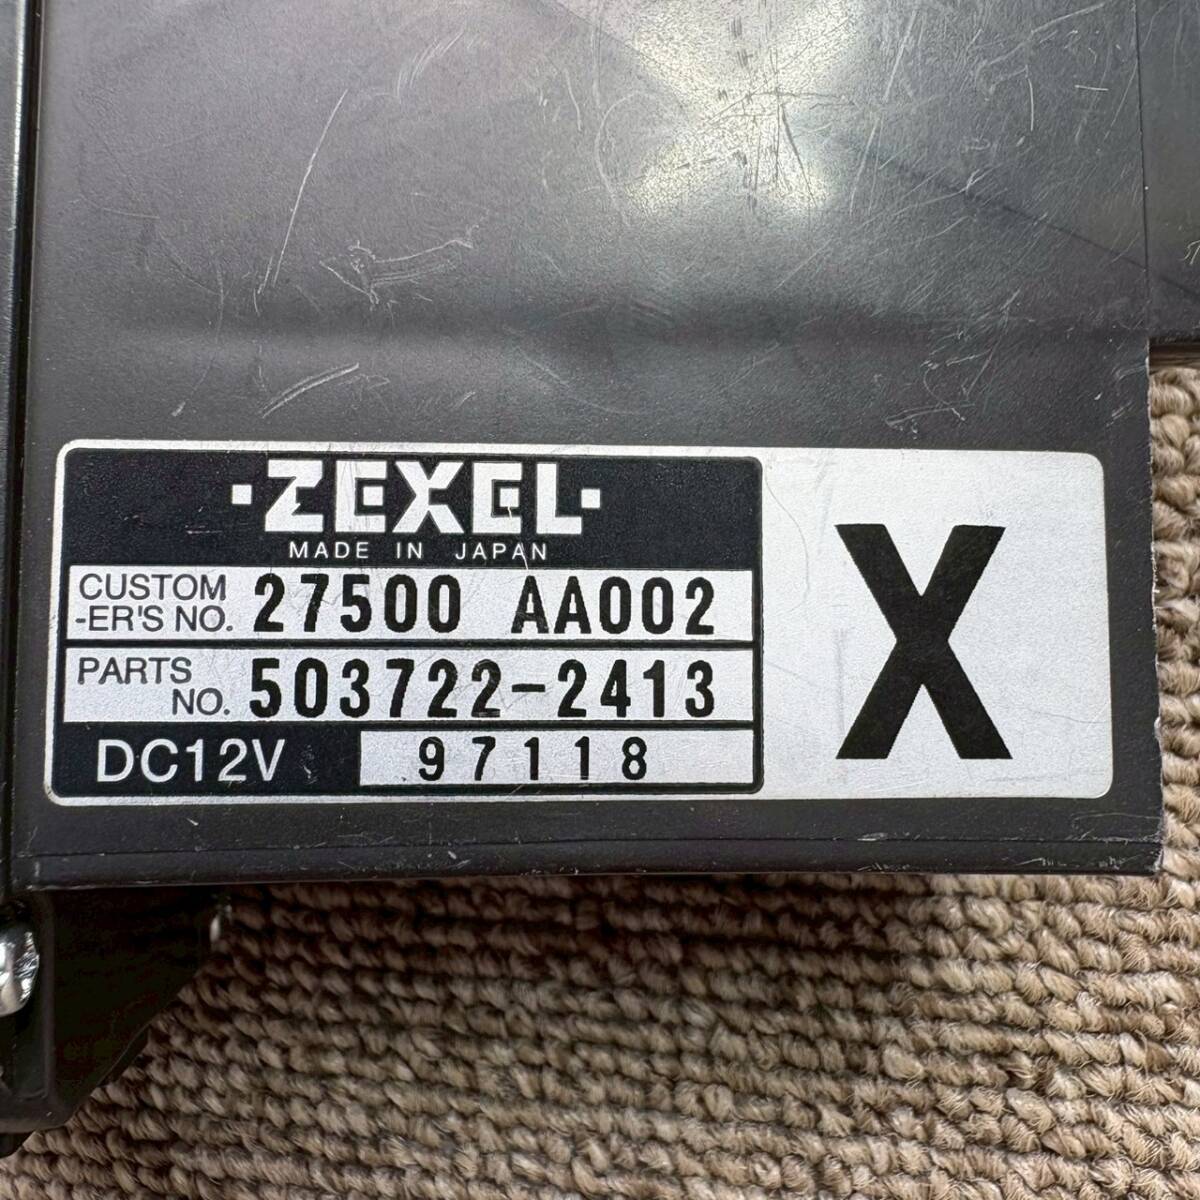 ·ZEXEL·
MADE IN JAPAN
CUSTOM
-ER'S NO. 27500 AA002
PARTS
NO. 503722-2413
DC12V 97118
X